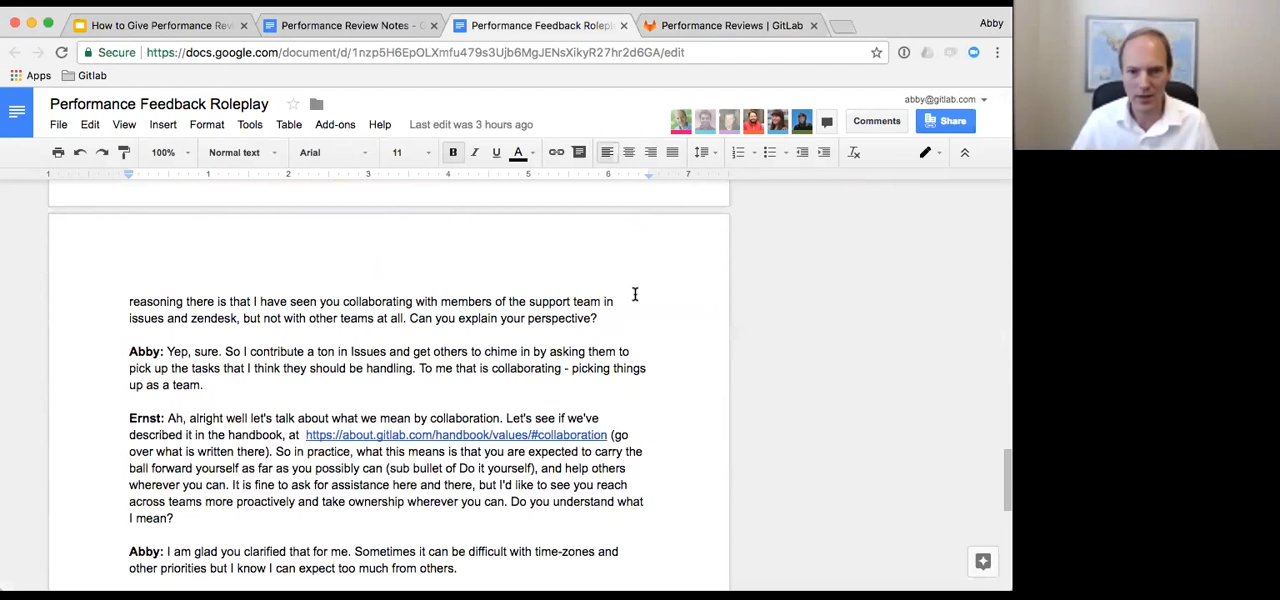 How to Give Performance Rev
Performance Review Notes - G
Performance Feedback Rolepl
Performance Reviews | GitLab
Abby
Secure
https://docs.google.com/document/d/1nzp5H6EpOLXmfu479s3Ujb6MgJENsXikyR27hr2d6GA/edit
Apps
Gitlab
Performance Feedback Roleplay
abby@gitlab.com
File Edit View Insert Format Tools Table Add-ons Help Last edit was 3 hours ago
Comments
Share
100% Normal text Arial 11 B I U A
1 1 2 3 4 5 6 7
reasoning there is that I have seen you collaborating with members of the support team in
issues and zendesk, but not with other teams at all. Can you explain your perspective?
Abby: Yep, sure. So I contribute a ton in Issues and get others to chime in by asking them to
pick up the tasks that I think they should be handling. To me that is collaborating - picking things
up as a team.
Ernst: Ah, alright well let's talk about what we mean by collaboration. Let's see if we've
described it in the handbook, at https://about.gitlab.com/handbook/values/#collaboration (go
over what is written there). So in practice, what this means is that you are expected to carry the
ball forward yourself as far as you possibly can (sub bullet of Do it yourself), and help others
wherever you can. It is fine to ask for assistance here and there, but I'd like to see you reach
across teams more proactively and take ownership wherever you can. Do you understand what
I mean?
Abby: I am glad you clarified that for me. Sometimes it can be difficult with time-zones and
other priorities but I know I can expect too much from others.